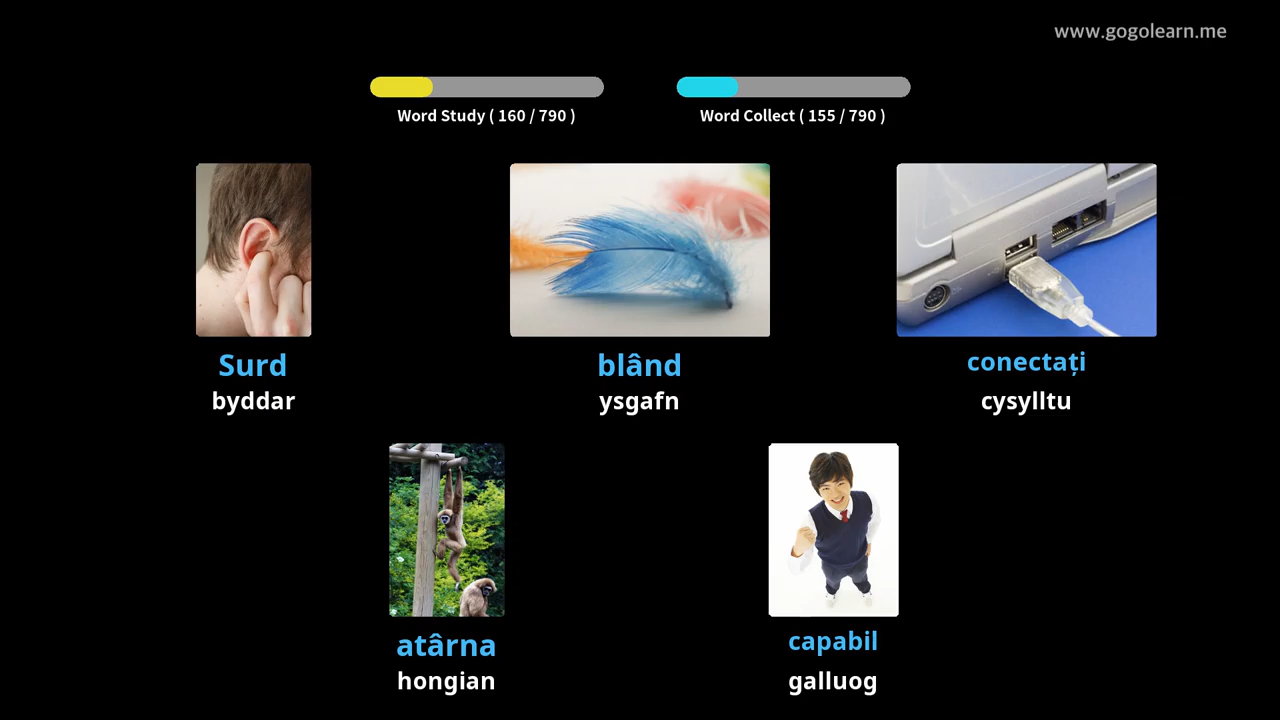 www.gogolearn.me
Word Study ( 160 / 790 )
Word Collect ( 155 / 790 )
Surd
byddar
blând
ysgafn
conectați
cysylltu
atârna
hongian
capabil
galluog